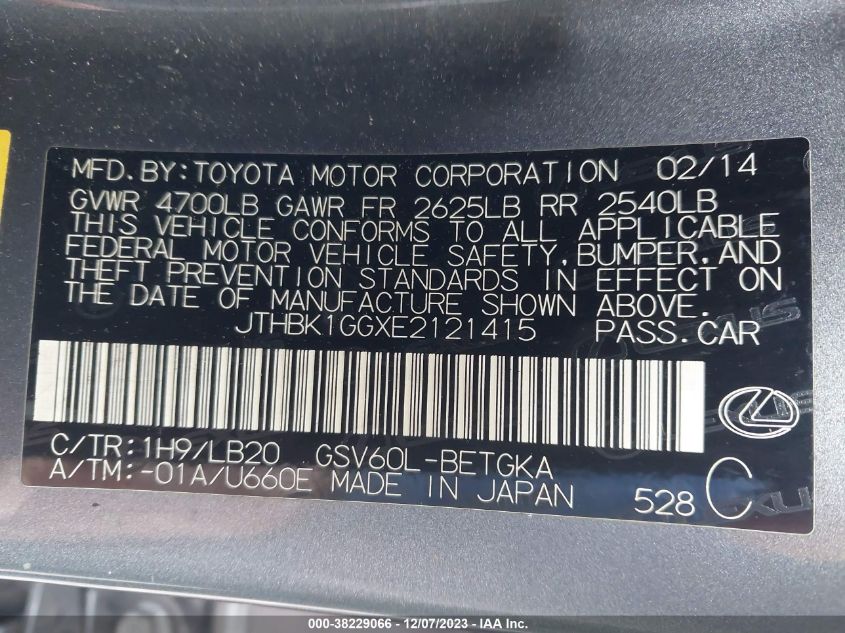 MFD.BY:TOYOTA MOTOR CORPORATION 02/14
GVWR 4700LB GAWR FR 2625LB RR 2540LB
THIS VEHICLE CONFORMS TO ALL APPLICABLE
FEDERAL MOTOR VEHICLE SAFETY,BUMPER,AND
THEFT PREVENTION STANDARDS IN EFFECT ON
THE DATE OF MANUFACTURE SHOWN ABOVE.
JTHBK1GGXE2121415 PASS.CAR
C/TR:1H9/LB20 GSV60L-BETGKA
A/TM:-01A/U660E MADE IN JAPAN 528 C
000-38229066 - 12/07/2023 - IAA Inc.